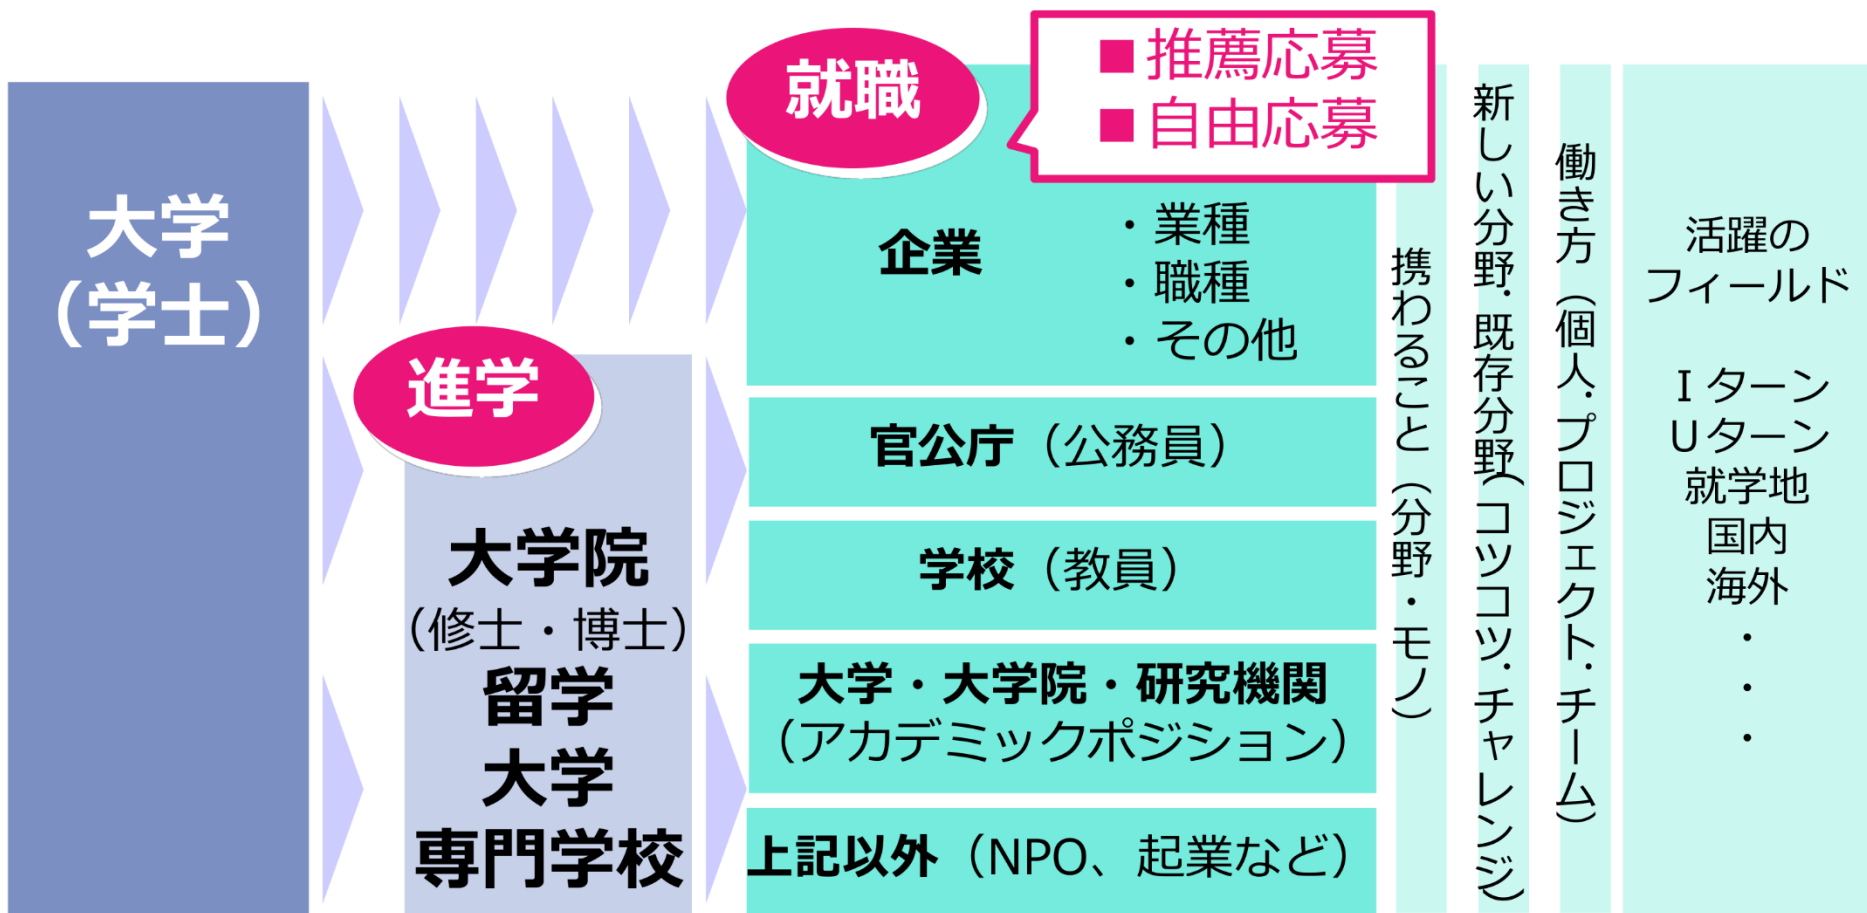 大学
（学士）
進学
大学院
（修士・博士）
留学
大学
専門学校
就職
■推薦応募
■自由応募
企業
・業種
・職種
・その他
官公庁（公務員）
学校（教員）
大学・大学院・研究機関
（アカデミックポジション）
上記以外（NPO、起業など）
携わること（分野・モノ）
新しい分野・既存分野（コツコツ・チャレンジ）
働き方（個人・プロジェクト・チーム）
活躍の
フィールド
Ｉターン
Ｕターン
就学地
国内
海外
・
・
・